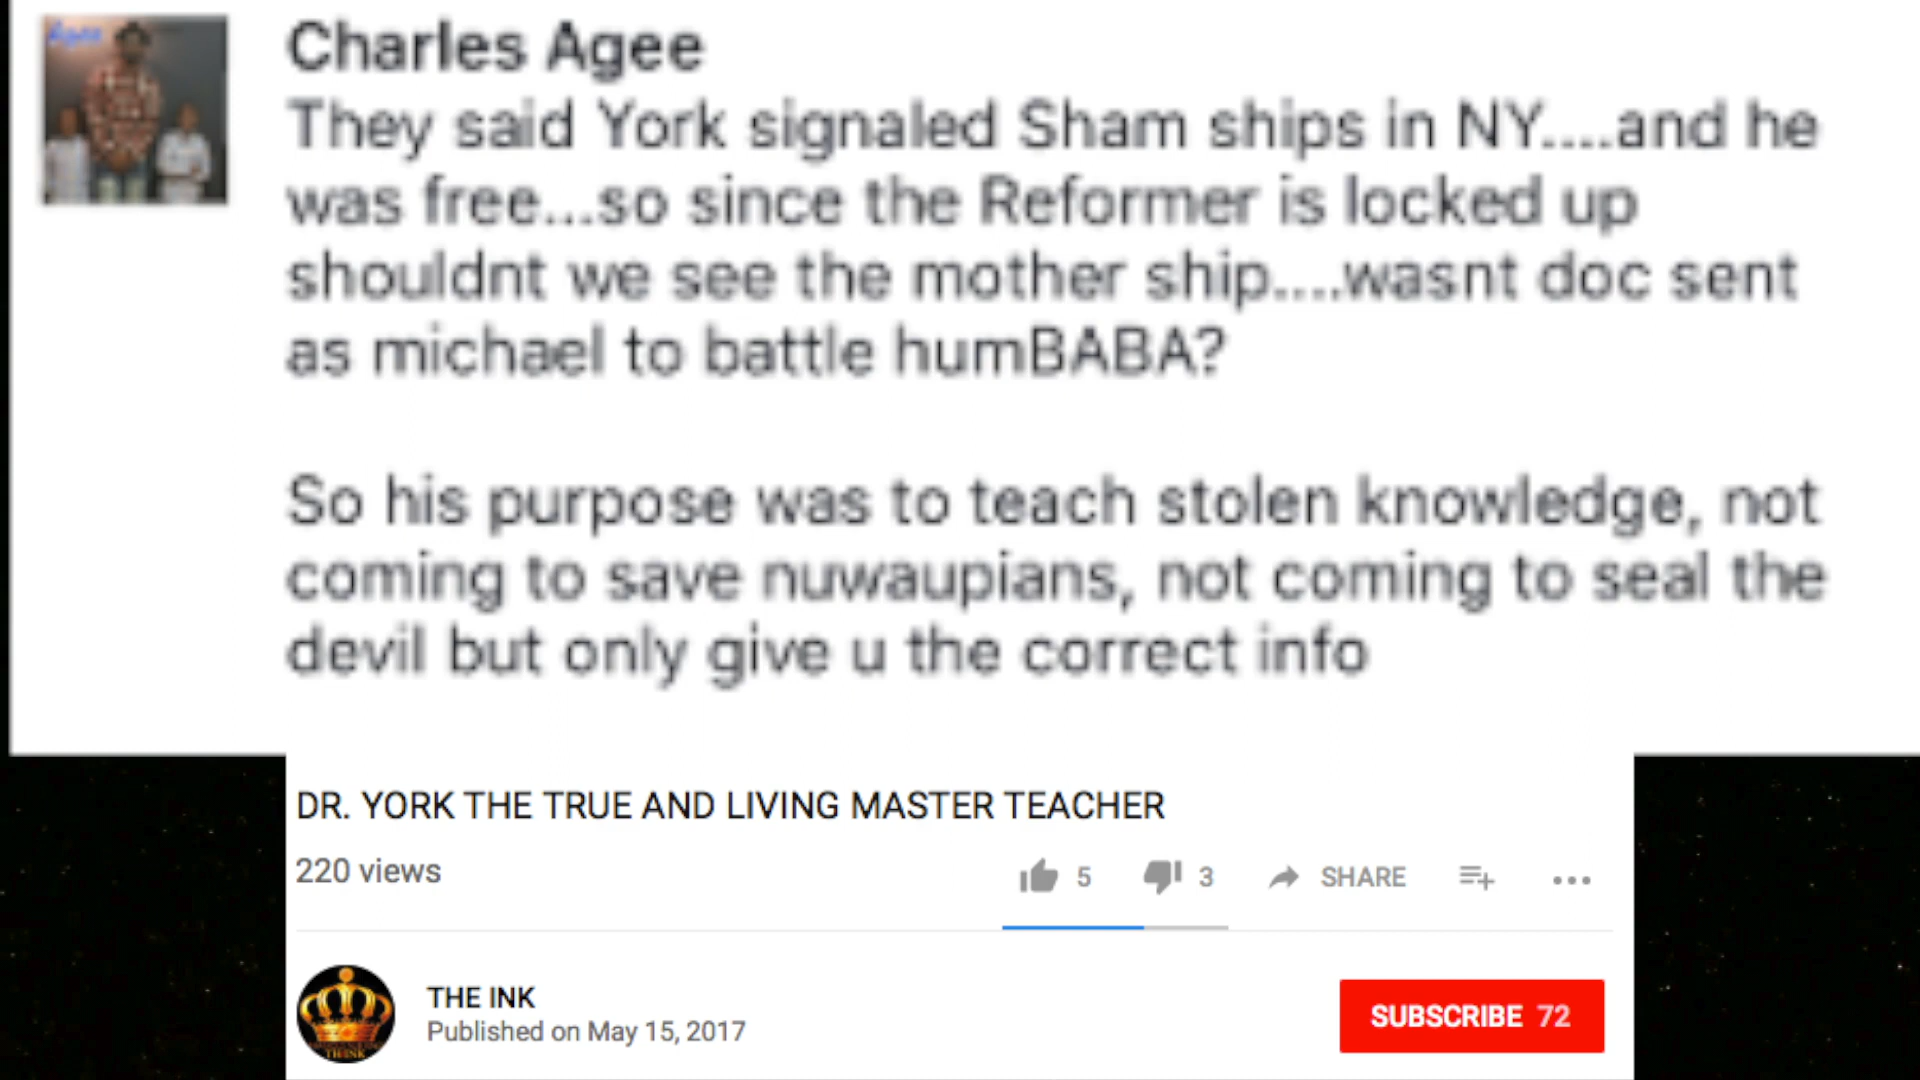 Agee
Charles Agee
They said York signaled Sham ships in NY....and he
was free...so since the Reformer is locked up
shouldnt we see the mother ship....wasnt doc sent
as michael to battle humBABA?
So his purpose was to teach stolen knowledge, not
coming to save nuwaupians, not coming to seal the
devil but only give u the correct info
DR. YORK THE TRUE AND LIVING MASTER TEACHER
220 views
5 3 SHARE
THE INK
Published on May 15, 2017
SUBSCRIBE 72